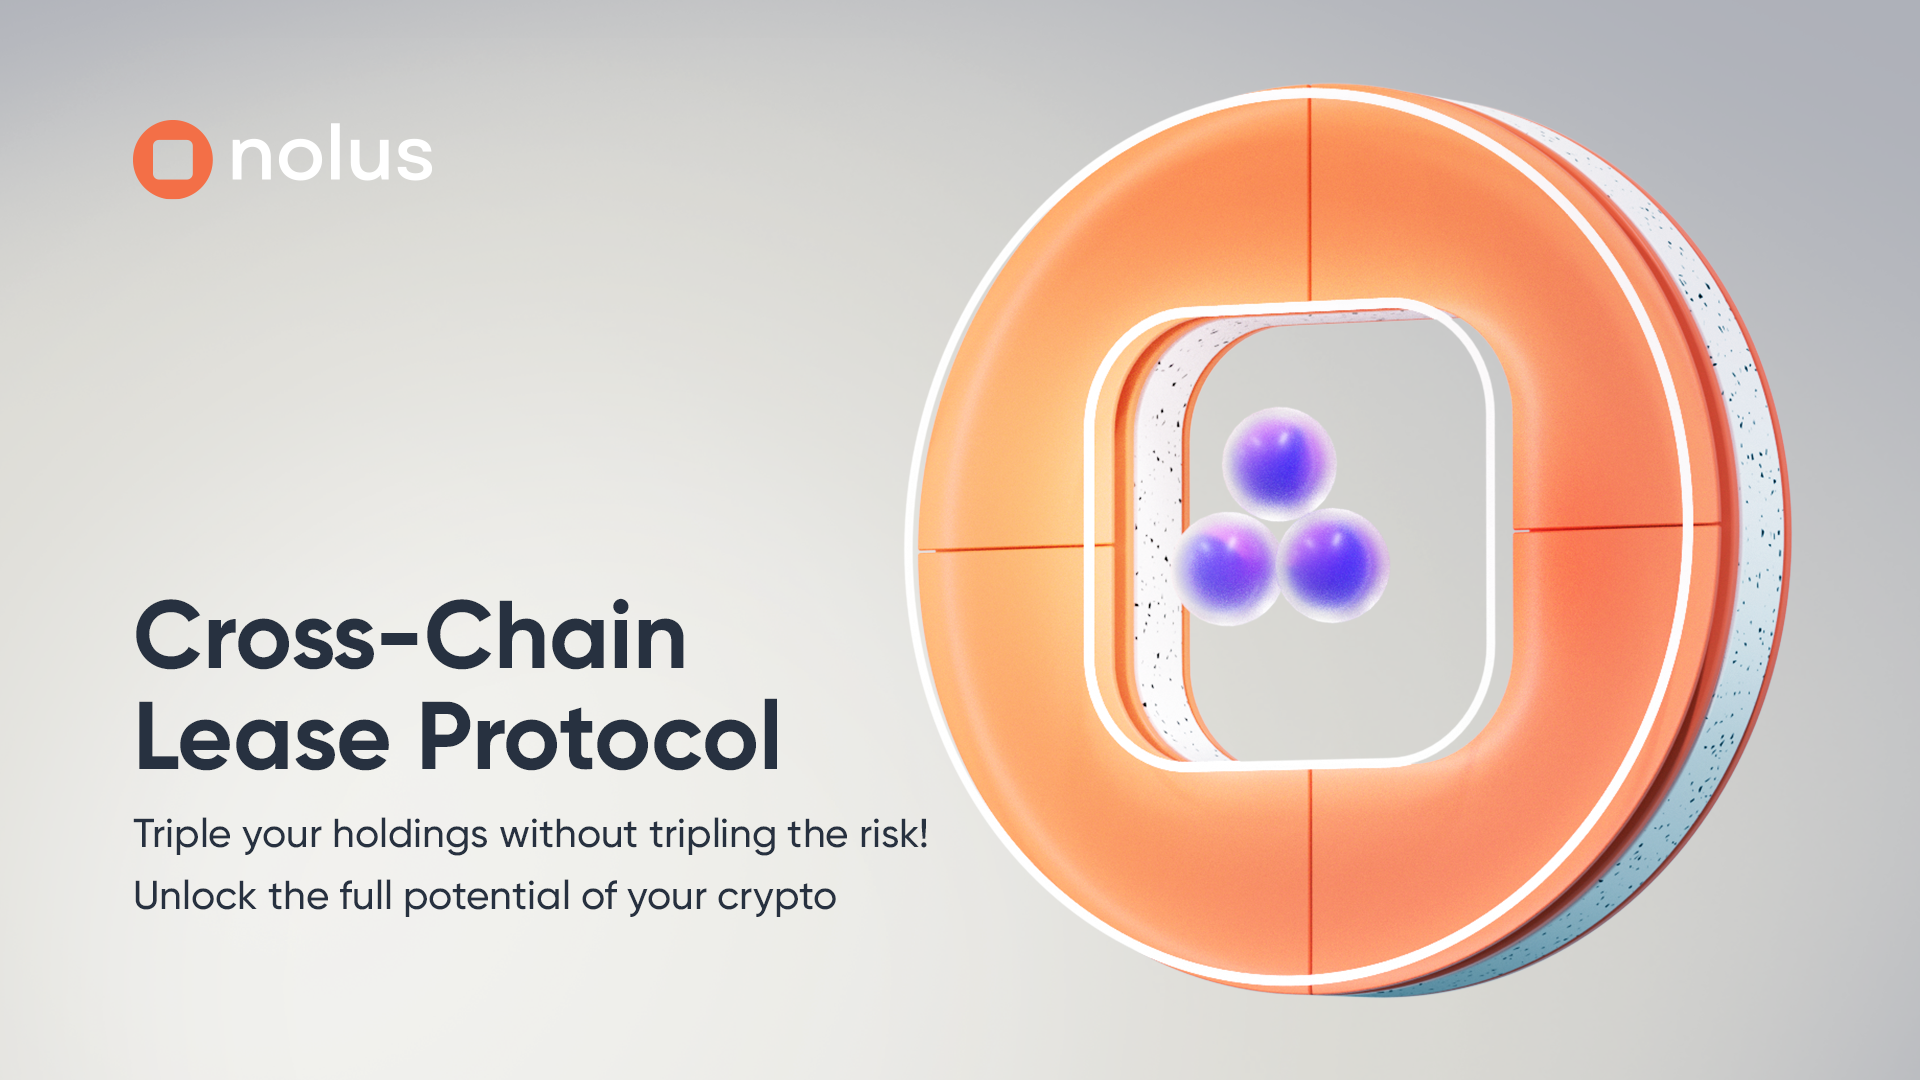 nolus
Cross-Chain
Lease Protocol
Triple your holdings without tripling the risk!
Unlock the full potential of your crypto